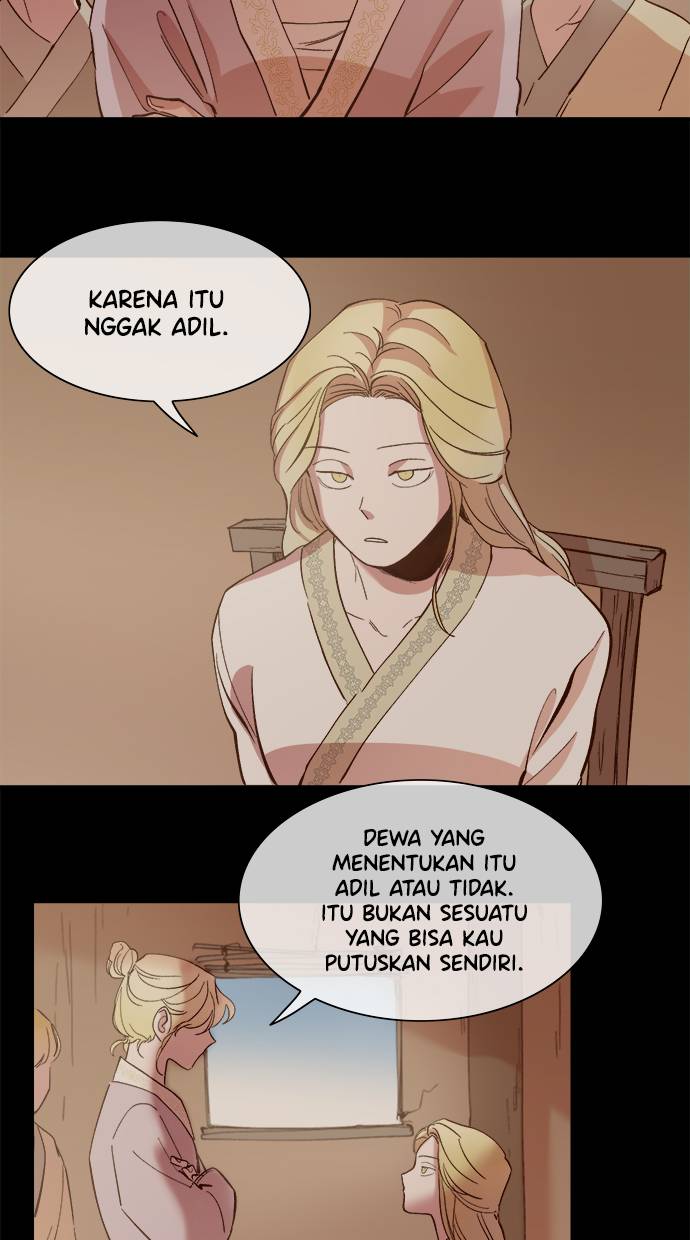 KARENA ITU
NGGAK ADIL.
DEWA YANG
MENENTUKAN ITU
ADIL ATAU TIDAK.
ITU BUKAN SESUATU
YANG BISA KAU
PUTUSKAN SENDIRI.